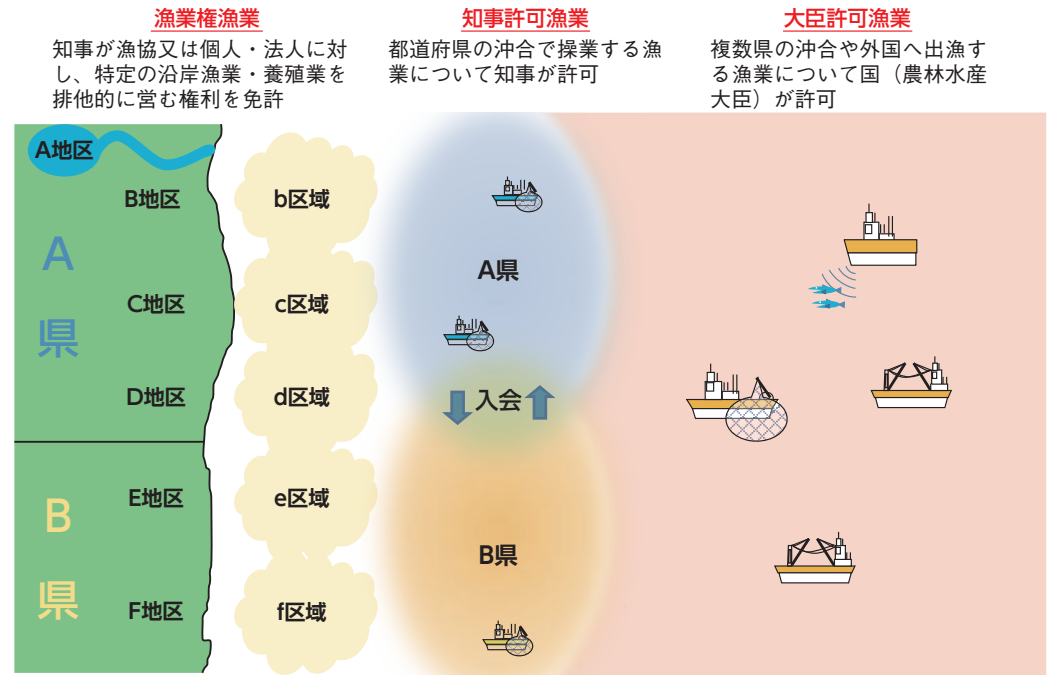 漁業権漁業
知事が漁協又は個人・法人に対
し、特定の沿岸漁業・養殖業を
排他的に営む権利を免許
知事許可漁業
都道府県の沖合で操業する漁
業について知事が許可
大臣許可漁業
複数県の沖合や外国へ出漁す
る漁業について国（農林水産
大臣）が許可
A地区
B地区
A
県
C地区
D地区
B
県
E地区
F地区
b区域
c区域
d区域
e区域
f区域
A県
入会
B県